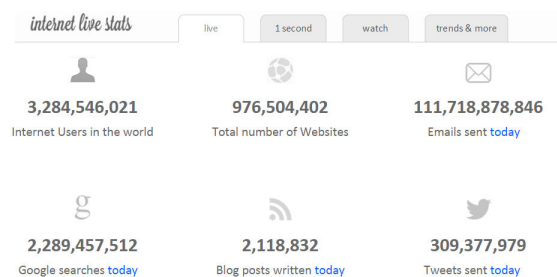 internet live stats
live
1 second
watch
trends & more
3,284,546,021
976,504,402
111,718,878,846
Internet Users in the world
Total number of Websites
Emails sent today
g
2,289,457,512
2,118,832
309,377,979
Google searches today
Blog posts written today
Tweets sent today